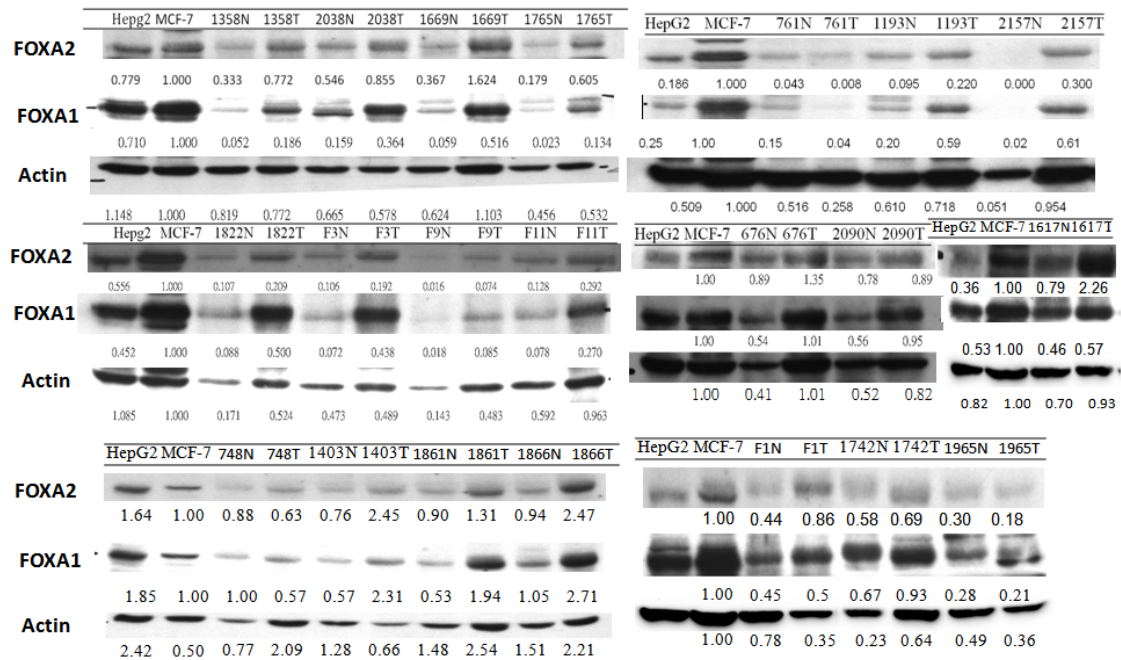 Hepg2 MCF-7 1358N 1358T 2038N 2038T 1669N 1669T 1765N 1765T
FOXA2
0.779 1.000 0.333 0.772 0.546 0.855 0.367 1.624 0.179 0.605
FOXA1
0.710 1.000 0.052 0.186 0.159 0.364 0.059 0.516 0.023 0.134
Actin
1.148 1.000 0.819 0.772 0.665 0.578 0.624 1.103 0.456 0.532
HepG2 MCF-7 761N 761T 1193N 1193T 2157N 2157T
0.186 1.000 .043 0.008 0.095 0.220 0.000 0.300
0.25 1.00 0.15 0.04 0.20 0.59 0.02 0.61
0.509 1.000 0.516 0.258 0.610 0.718 0.051 0.954
Hepg2 MCF-7 1822N 1822T F3N F3T F9N F9T F11N F11T
FOXA2
0.556 1.000 0.107 0.209 0.106 0.192 0.016 0.074 0.128 0.292
FOXA1
0.452 1.000 0.088 0.500 0.072 0.438 0.018 0.085 0.078 0.270
Actin
1.085 1.000 0.171 0.524 0.473 0.489 0.143 0.483 0.592 0.963
HepG2 MCF-7 676N 676T 2090N 2090T
1.00 0.89 1.35 0.78 0.89
1.00 0.54 1.01 0.56 0.95
1.00 0.41 1.01 0.52 0.82
HepG2 MCF-7 1617N 1617T
0.36 1.00 0.79 2.26
0.53 1.00 0.46 0.57
0.82 1.00 0.70 0.93
HepG2 MCF-7 748N 748T 1403N 1403T 1861N 1861T 1866N 1866T
FOXA2
1.64 1.00 0.88 0.63 0.76 2.45 0.90 1.31 0.94 2.47
FOXA1
1.85 1.00 1.00 0.57 0.57 2.31 0.53 1.94 1.05 2.71
Actin
2.42 0.50 0.77 2.09 1.28 0.66 1.48 2.54 1.51 2.21
HepG2 MCF-7 F1N F1T 1742N 1742T 1965N 1965T
1.00 0.44 0.86 0.58 0.69 0.30 0.18
1.00 0.45 0.5 0.67 0.93 0.28 0.21
1.00 0.78 0.35 0.23 0.64 0.49 0.36